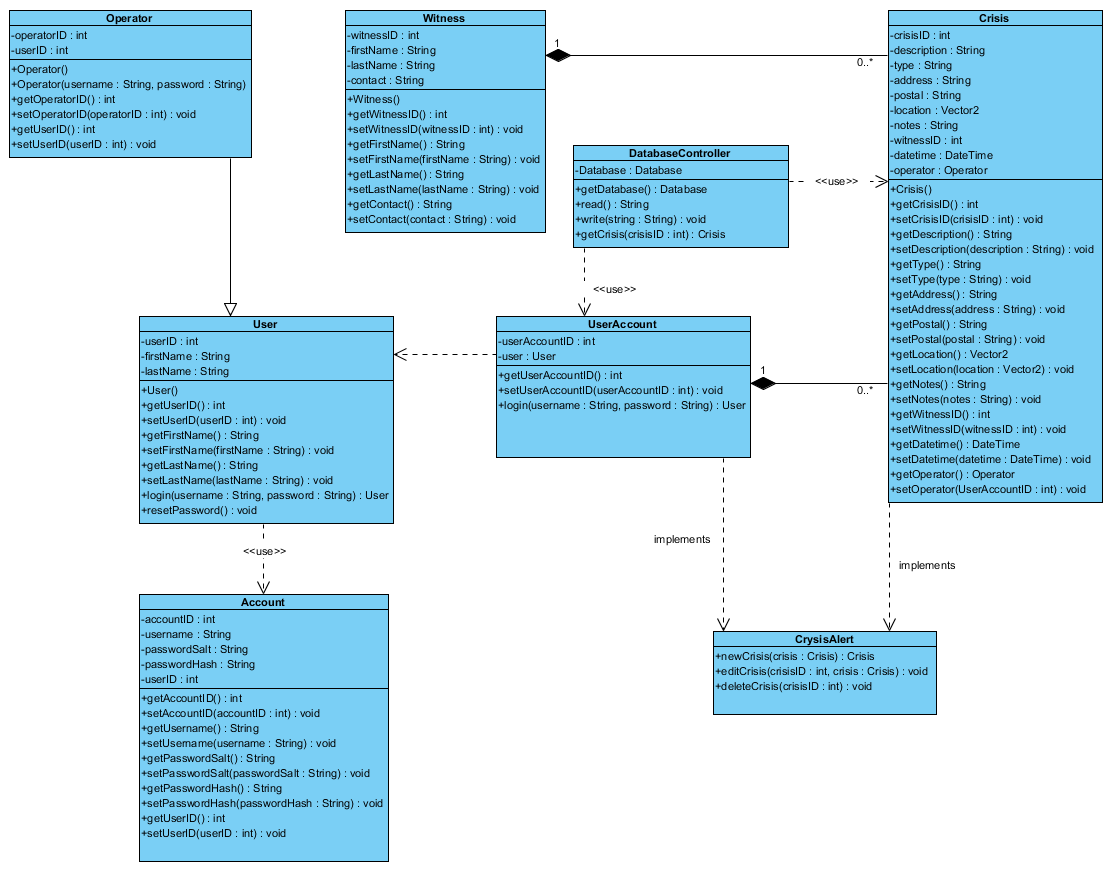 Operator
-operatorID : int
-userID : int
+Operator()
+Operator(username : String, password : String)
+getOperatorID() : int
+setOperatorID(operatorID : int) : void
+getUserID() : int
+setUserID(userID : int) : void
Witness
-witnessID : int
-firstName : String
-lastName : String
-contact : String
+Witness()
+getWitnessID() : int
+setWitnessID(witnessID : int) : void
+getFirstName() : String
+setFirstName(firstName : String) : void
+getLastName() : String
+setLastName(lastName : String) : void
+getContact() : String
+setContact(contact : String) : void
1
0..*
Crisis
-crisisID : int
-description : String
-type : String
-address : String
-postal : String
-location : Vector2
-notes : String
-witnessID : int
-datetime : DateTime
-operator : Operator
+Crisis()
+getCrisisID() : int
+setCrisisID(crisisID : int) : void
+getDescription() : String
+setDescription(description : String) : void
+getType() : String
+setType(type : String) : void
+getAddress() : String
+setAddress(address : String) : void
+getPostal() : String
+setPostal(postal : String) : void
+getLocation() : Vector2
+setLocation(location : Vector2) : void
+getNotes() : String
+setNotes(notes : String) : void
+getWitnessID() : int
+setWitnessID(witnessID : int) : void
+getDatetime() : DateTime
+setDatetime(datetime : DateTime) : void
+getOperator() : Operator
+setOperator(UserAccountID : int) : void
DatabaseController
-Database : Database
+getDatabase() : Database
+read() : String
+write(string : String) : void
+getCrisis(crisisID : int) : Crisis
<<use>>
<<use>>
User
-userID : int
-firstName : String
-lastName : String
+User()
+getUserID() : int
+setUserID(userID : int) : void
+getFirstName() : String
+setFirstName(firstName : String) : void
+getLastName() : String
+setLastName(lastName : String) : void
+login(username : String, password : String) : User
+resetPassword() : void
UserAccount
-userAccountID : int
-user : User
+getUserAccountID() : int
+setUserAccountID(userAccountID : int) : void
+login(username : String, password : String) : User
1
0..*
<<use>>
implements
implements
Account
-accountID : int
-username : String
-passwordSalt : String
-passwordHash : String
-userID : int
+getAccountID() : int
+setAccountID(accountID : int) : void
+getUsername() : String
+setUsername(username : String) : void
+getPasswordSalt() : String
+setPasswordSalt(passwordSalt : String) : void
+getPasswordHash() : String
+setPasswordHash(passwordHash : String) : void
+getUserID() : int
+setUserID(userID : int) : void
CrysisAlert
+newCrisis(crisis : Crisis) : Crisis
+editCrisis(crisisID : int, crisis : Crisis) : void
+deleteCrisis(crisisID : int) : void